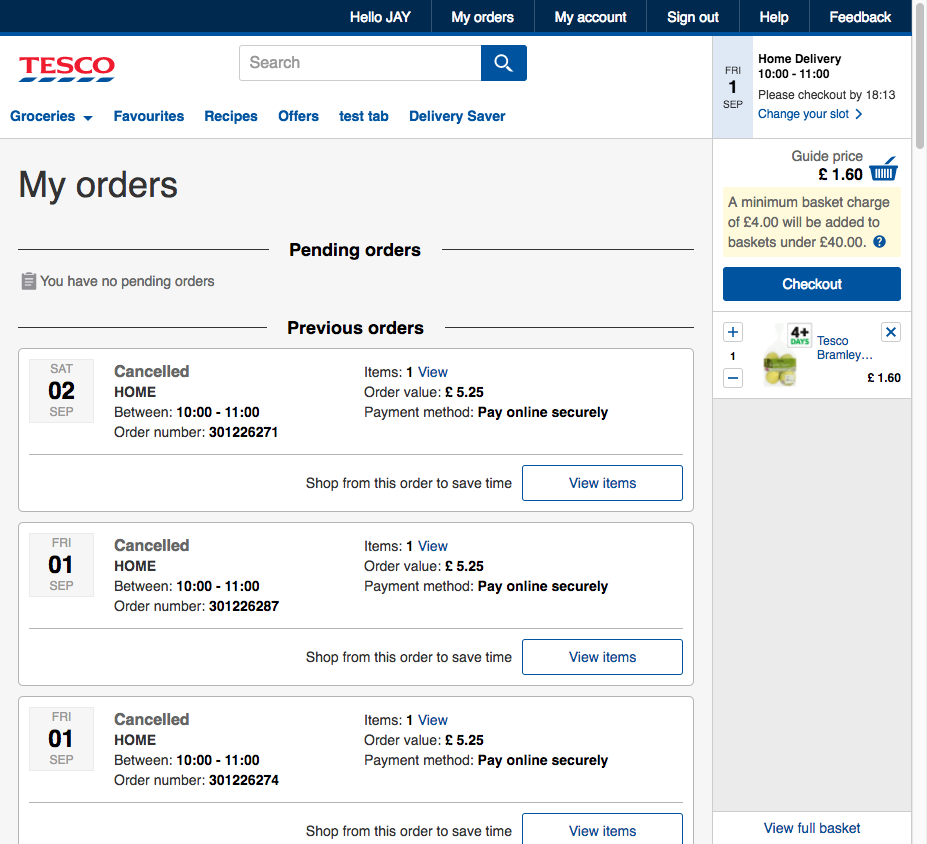 Hello JAY
My orders
My account
Sign out
Help
Feedback
TESCO
Search
Groceries
Favourites
Recipes
Offers
test tab
Delivery Saver
FRI
1
SEP
Home Delivery
10:00 - 11:00
Please checkout by 18:13
Change your slot
Guide price
£ 1.60
A minimum basket charge
of £4.00 will be added to
baskets under £40.00. ?
Checkout
+
1
−
4+
DAYS
Tesco
Bramley...
£ 1.60
View full basket
My orders
Pending orders
You have no pending orders
Previous orders
SAT
02
SEP
Cancelled
HOME
Between: 10:00 - 11:00
Order number: 301226271
Items: 1 View
Order value: £ 5.25
Payment method: Pay online securely
Shop from this order to save time
View items
FRI
01
SEP
Cancelled
HOME
Between: 10:00 - 11:00
Order number: 301226287
Items: 1 View
Order value: £ 5.25
Payment method: Pay online securely
Shop from this order to save time
View items
FRI
01
SEP
Cancelled
HOME
Between: 10:00 - 11:00
Order number: 301226274
Items: 1 View
Order value: £ 5.25
Payment method: Pay online securely
Shop from this order to save time
View items